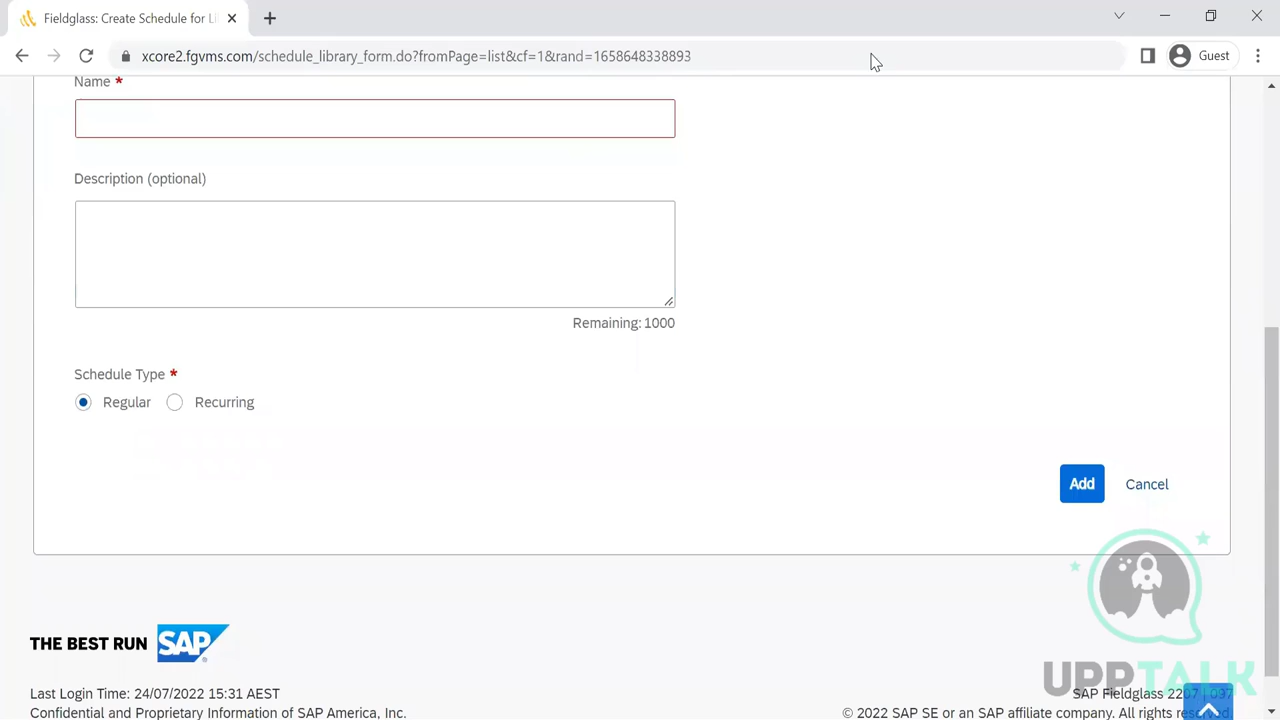 Fieldglass: Create Schedule for Li
xcore2.fgvms.com/schedule_library_form.do?fromPage=list&cf=1&rand=1658648338893
Guest
Name *
Description (optional)
Remaining: 1000
Schedule Type *
Regular
Recurring
Add
Cancel
THE BEST RUN SAP
UPPTALK
Last Login Time: 24/07/2022 15:31 AEST
SAP Fieldglass 2207 | 037
Confidential and Proprietary Information of SAP America, Inc.
© 2022 SAP SE or an SAP affiliate company. All rights reserved.